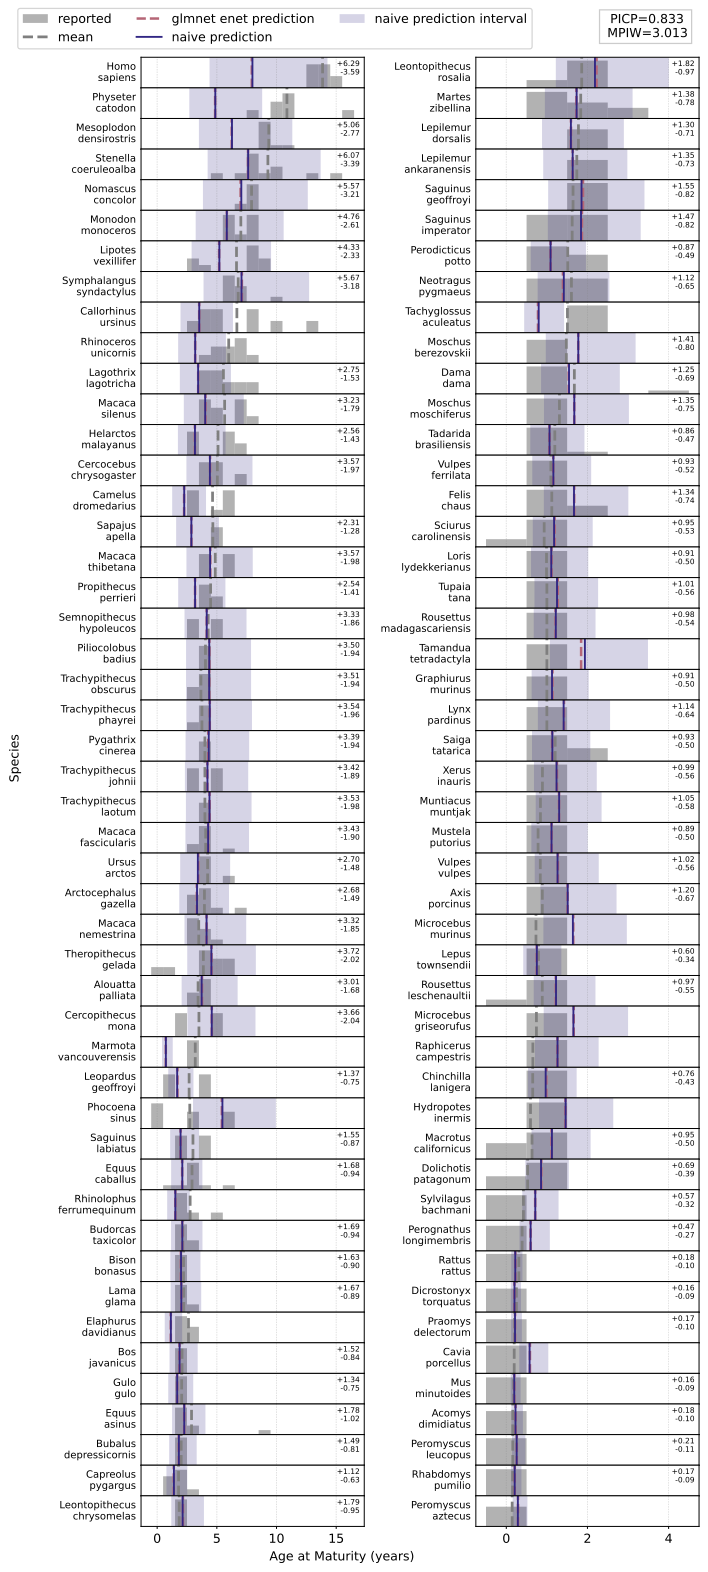 reported
glmnet enet prediction
naive prediction interval
mean
naive prediction
PICP=0.833
MPIW=3.013
Species
Homo
sapiens
+6.29
-3.59
Physeter
catodon
Mesoplodon
densirostris
+5.06
-2.77
Stenella
coeruleoalba
+6.07
-3.39
Nomascus
concolor
+5.57
-3.21
Monodon
monoceros
+4.76
-2.61
Lipotes
vexillifer
+4.33
-2.33
Symphalangus
syndactylus
+5.67
-3.18
Callorhinus
ursinus
Rhinoceros
unicornis
Lagothrix
lagotricha
+2.75
-1.53
Macaca
silenus
+3.23
-1.79
Helarctos
malayanus
+2.56
-1.43
Cercocebus
chrysogaster
+3.57
-1.97
Camelus
dromedarius
Sapajus
apella
+2.31
-1.28
Macaca
thibetana
+3.57
-1.98
Propithecus
perrieri
+2.54
-1.41
Semnopithecus
hypoleucos
+3.33
-1.86
Piliocolobus
badius
+3.50
-1.94
Trachypithecus
obscurus
+3.51
-1.94
Trachypithecus
phayrei
+3.54
-1.96
Pygathrix
cinerea
+3.39
-1.94
Trachypithecus
johnii
+3.42
-1.89
Trachypithecus
laotum
+3.53
-1.98
Macaca
fascicularis
+3.43
-1.90
Ursus
arctos
+2.70
-1.48
Arctocephalus
gazella
+2.68
-1.49
Macaca
nemestrina
+3.32
-1.85
Theropithecus
gelada
+3.72
-2.02
Alouatta
palliata
+3.01
-1.68
Cercopithecus
mona
+3.66
-2.04
Marmota
vancouverensis
Leopardus
geoffroyi
+1.37
-0.75
Phocoena
sinus
Saguinus
labiatus
+1.55
-0.87
Equus
caballus
+1.68
-0.94
Rhinolophus
ferrumequinum
Budorcas
taxicolor
+1.69
-0.94
Bison
bonasus
+1.63
-0.90
Lama
glama
+1.67
-0.89
Elaphurus
davidianus
Bos
javanicus
+1.52
-0.84
Gulo
gulo
+1.34
-0.75
Equus
asinus
+1.78
-1.02
Bubalus
depressicornis
+1.49
-0.81
Capreolus
pygargus
+1.12
-0.63
Leontopithecus
chrysomelas
+1.79
-0.95
0 5 10 15
Leontopithecus
rosalia
+1.82
-0.97
Martes
zibellina
+1.38
-0.78
Lepilemur
dorsalis
+1.30
-0.71
Lepilemur
ankaranensis
+1.35
-0.73
Saguinus
geoffroyi
+1.55
-0.82
Saguinus
imperator
+1.47
-0.82
Perodicticus
potto
+0.87
-0.49
Neotragus
pygmaeus
+1.12
-0.65
Tachyglossus
aculeatus
Moschus
berezovskii
+1.41
-0.80
Dama
dama
+1.25
-0.69
Moschus
moschiferus
+1.35
-0.75
Tadarida
brasiliensis
+0.86
-0.47
Vulpes
ferrilata
+0.93
-0.52
Felis
chaus
+1.34
-0.74
Sciurus
carolinensis
+0.95
-0.53
Loris
lydekkerianus
+0.91
-0.50
Tupaia
tana
+1.01
-0.56
Rousettus
madagascariensis
+0.98
-0.54
Tamandua
tetradactyla
Graphiurus
murinus
+0.91
-0.50
Lynx
pardinus
+1.14
-0.64
Saiga
tatarica
+0.93
-0.50
Xerus
inauris
+0.99
-0.56
Muntiacus
muntjak
+1.05
-0.58
Mustela
putorius
+0.89
-0.50
Vulpes
vulpes
+1.02
-0.56
Axis
porcinus
+1.20
-0.67
Microcebus
murinus
Lepus
townsendii
+0.60
-0.34
Rousettus
leschenaultii
+0.97
-0.55
Microcebus
griseorufus
Raphicerus
campestris
Chinchilla
lanigera
+0.76
-0.43
Hydropotes
inermis
Macrotus
californicus
+0.95
-0.50
Dolichotis
patagonum
+0.69
-0.39
Sylvilagus
bachmani
+0.57
-0.32
Perognathus
longimembris
+0.47
-0.27
Rattus
rattus
+0.18
-0.10
Dicrostonyx
torquatus
+0.16
-0.09
Praomys
delectorum
+0.17
-0.10
Cavia
porcellus
Mus
minutoides
+0.16
-0.09
Acomys
dimidiatus
+0.18
-0.10
Peromyscus
leucopus
+0.21
-0.11
Rhabdomys
pumilio
+0.17
-0.09
Peromyscus
aztecus
0 2 4
Age at Maturity (years)